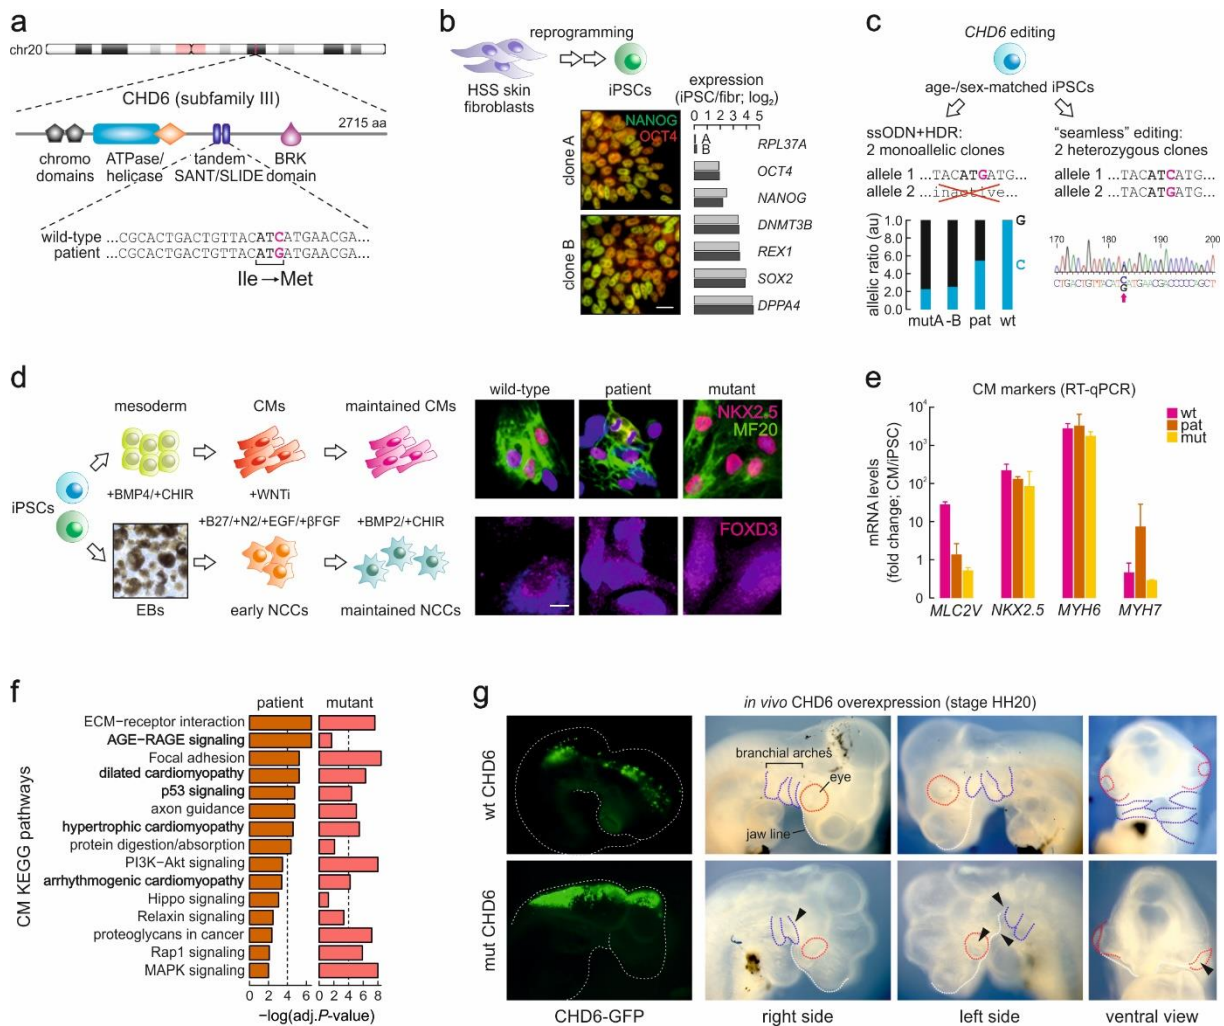 a
chr20
CHD6 (subfamily III)
2715 aa
chromo domains
ATPase/ helicase
tandem SANT/SLIDE
BRK domain
wild-type ...CGCACTGACTGTTACATCATGAACGA...
patient ...CGCACTGACTGTTACATGATGAACGA...
Ile → Met
b
reprogramming
HSS skin fibroblasts
iPSCs
expression
(iPSC/fibr; log2)
0 1 2 3 4 5
NANOG
OCT4
clone A
clone B
A
B
RPL37A
OCT4
NANOG
DNMT3B
REX1
SOX2
DPPA4
c
CHD6 editing
age-/sex-matched iPSCs
ssODN+HDR:
2 monoallelic clones
allele 1 ...TACATGATG...
allele 2 ...inactive...
"seamless" editing:
2 heterozygous clones
allele 1 ...TACATCATG...
allele 2 ...TACATGATG...
allelic ratio (au)
10.0
8.0
6.0
4.0
2.0
0.0
G
C
mutA -B pat wt
170 180 190 200
CTGACTGTTACATCATGAACGACCCCAGCT
G
d
mesoderm
CMs
maintained CMs
iPSCs
+BMP4/+CHIR
+WNTi
+B27/+N2/+EGF/+βFGF
+BMP2/+CHIR
EBs
early NCCs
maintained NCCs
wild-type
patient
mutant
NKX2.5
MF20
FOXD3
e
CM markers (RT-qPCR)
mRNA levels
(fold change; CM/iPSC)
10^4
10^3
10^2
10
1
0
wt
pat
mut
MLC2V NKX2.5 MYH6 MYH7
f
patient mutant
CM KEGG pathways
ECM−receptor interaction
AGE−RAGE signaling
Focal adhesion
dilated cardiomyopathy
p53 signaling
axon guidance
hypertrophic cardiomyopathy
protein digestion/absorption
PI3K−Akt signaling
arrhythmogenic cardiomyopathy
Hippo signaling
Relaxin signaling
proteoglycans in cancer
Rap1 signaling
MAPK signaling
0 2 4 6 0 2 4 6 8
−log(adj.P-value)
g
in vivo CHD6 overexpression (stage HH20)
wt CHD6
mut CHD6
branchial arches
eye
jaw line
CHD6-GFP
right side
left side
ventral view